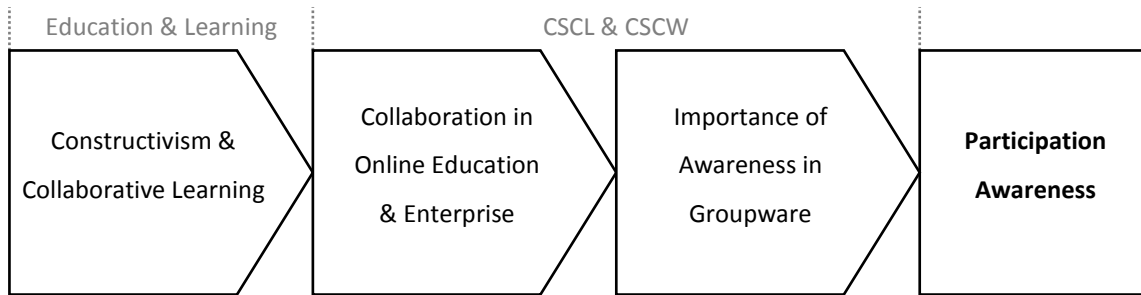 Education & Learning
CSCL & CSCW
Constructivism &
Collaborative Learning
Collaboration in
Online Education
& Enterprise
Importance of
Awareness in
Groupware
Participation
Awareness